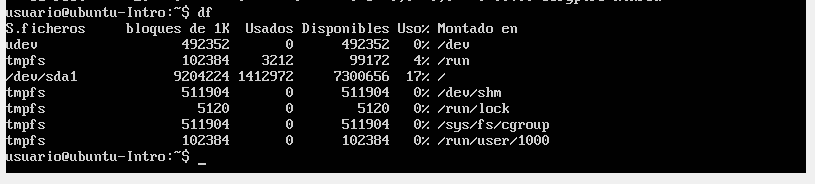 usuario@ubuntu-Intro:~$ df
S.ficheros bloques de 1K Usados Disponibles Uso% Montado en
udev 492352 0 492352 0% /dev
tmpfs 102384 3212 99172 4% /run
/dev/sda1 9204224 1412972 7300656 17% /
tmpfs 511904 0 511904 0% /dev/shm
tmpfs 5120 0 5120 0% /run/lock
tmpfs 511904 0 511904 0% /sys/fs/cgroup
tmpfs 102384 0 102384 0% /run/user/1000
usuario@ubuntu-Intro:~$ _